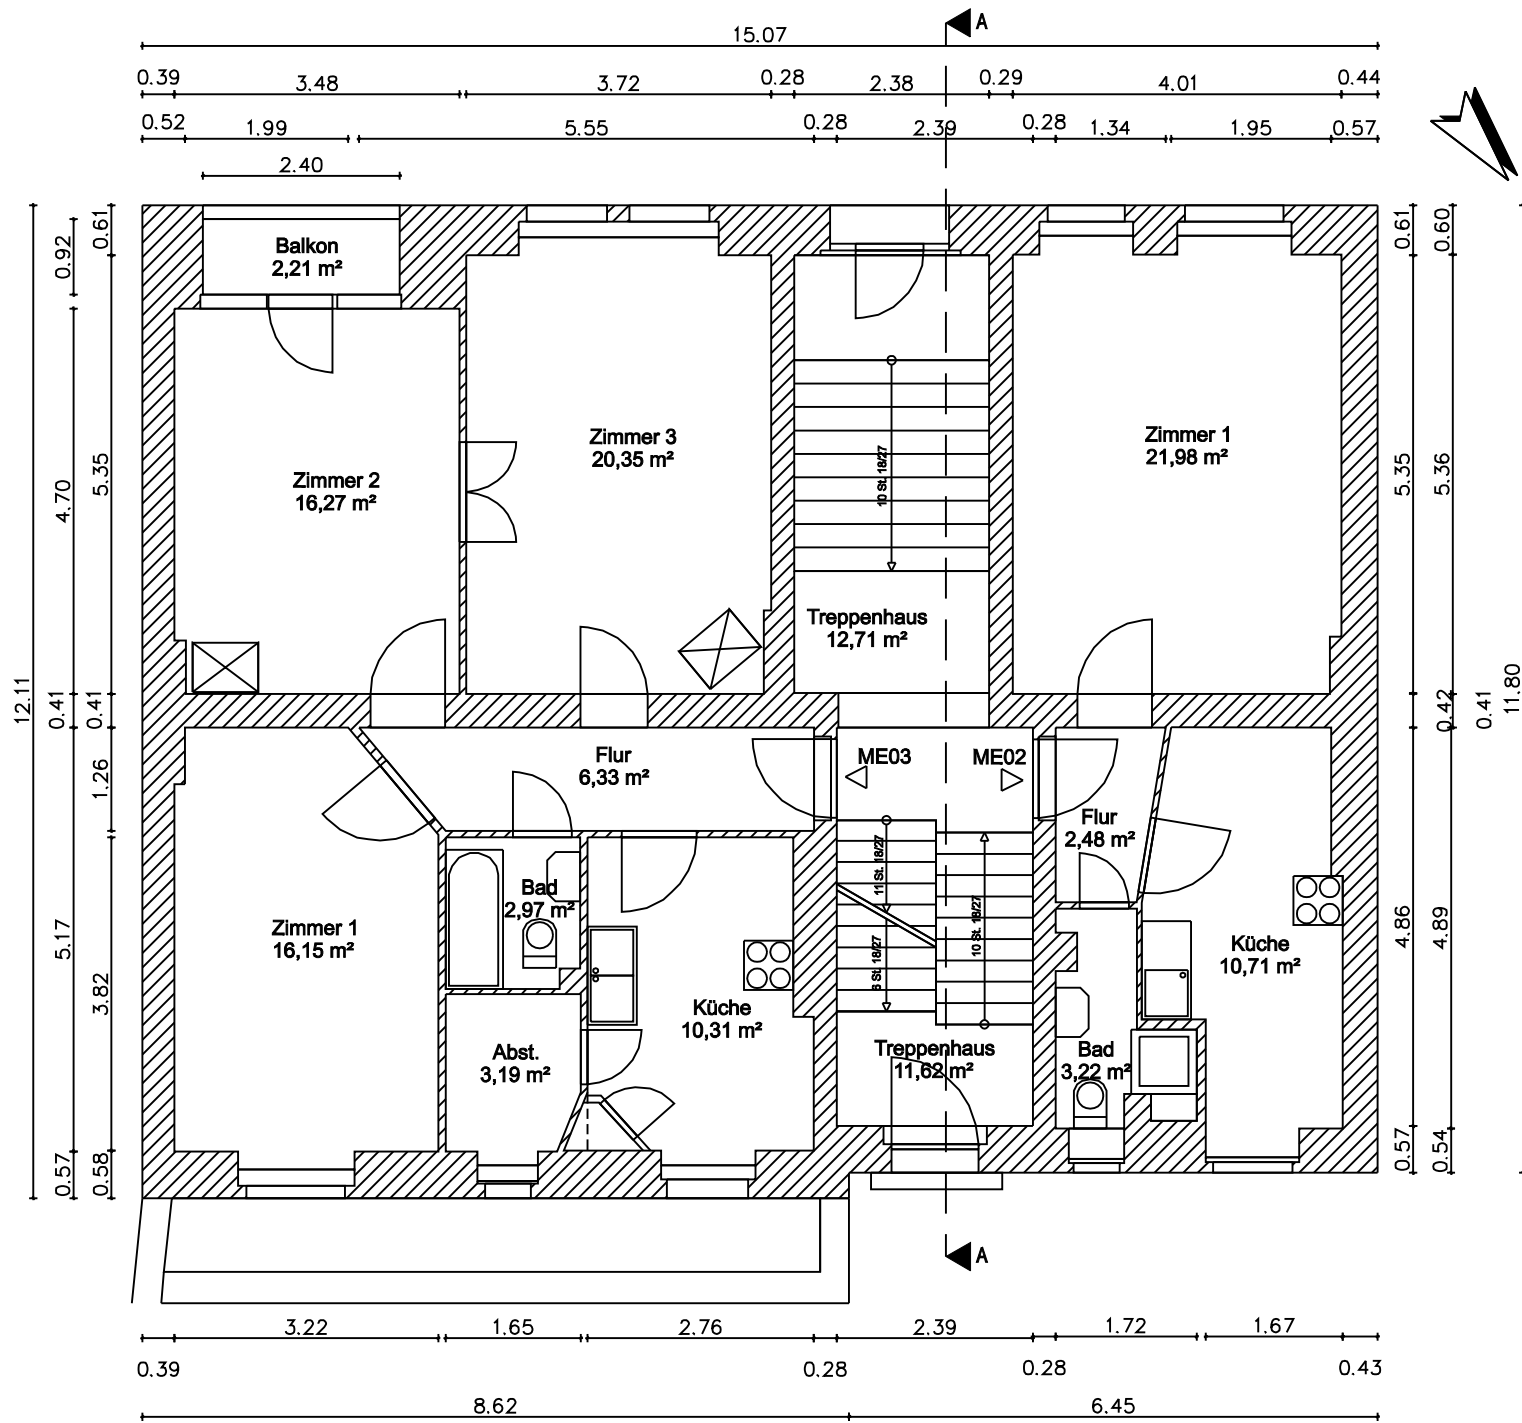 A
15.07
0.39
3.48
3.72
0.28
2.38
0.29
4.01
0.44
0.52
1.99
5.55
0.28
2.39
0.28
1.34
1.95
0.57
2.40
0.92
0.61
0.61
0.60
Balkon
2,21 m²
Zimmer 2
16,27 m²
Zimmer 3
20,35 m²
10 St. 18/27
Zimmer 1
21,98 m²
4.70
5.35
5.35
5.36
Treppenhaus
12,71 m²
12.11
0.41
0.41
0.42
0.41
11.80
1.26
Flur
6,33 m²
ME03
ME02
Flur
2,48 m²
11 St. 18/27
10 St. 18/27
6 St. 18/27
Bad
2,97 m²
Zimmer 1
16,15 m²
5.17
3.82
Küche
10,31 m²
Abst.
3,19 m²
Treppenhaus
11,62 m²
Bad
3,22 m²
Küche
10,71 m²
4.86
4.89
0.57
0.58
0.57
0.54
A
3.22
1.65
2.76
2.39
1.72
1.67
0.39
0.28
0.28
0.43
8.62
6.45